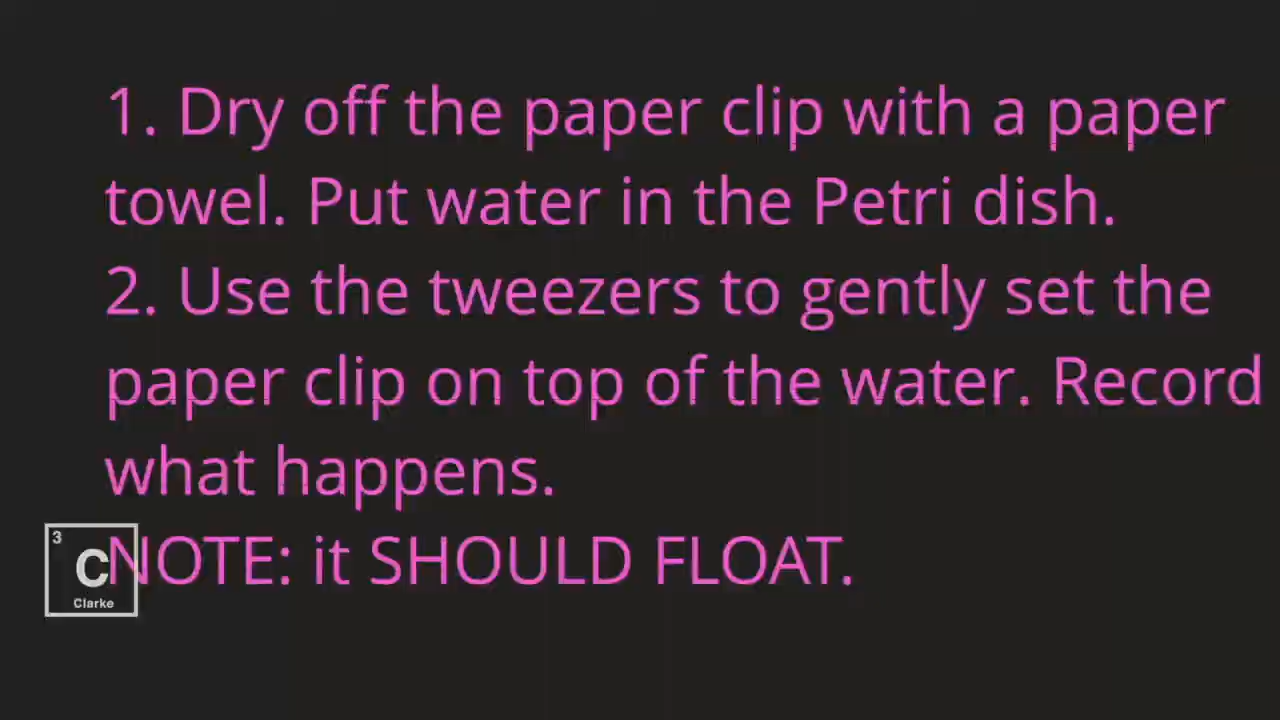 1. Dry off the paper clip with a paper
towel. Put water in the Petri dish.
2. Use the tweezers to gently set the
paper clip on top of the water. Record
what happens.
NOTE: it SHOULD FLOAT.
3
C
Clarke